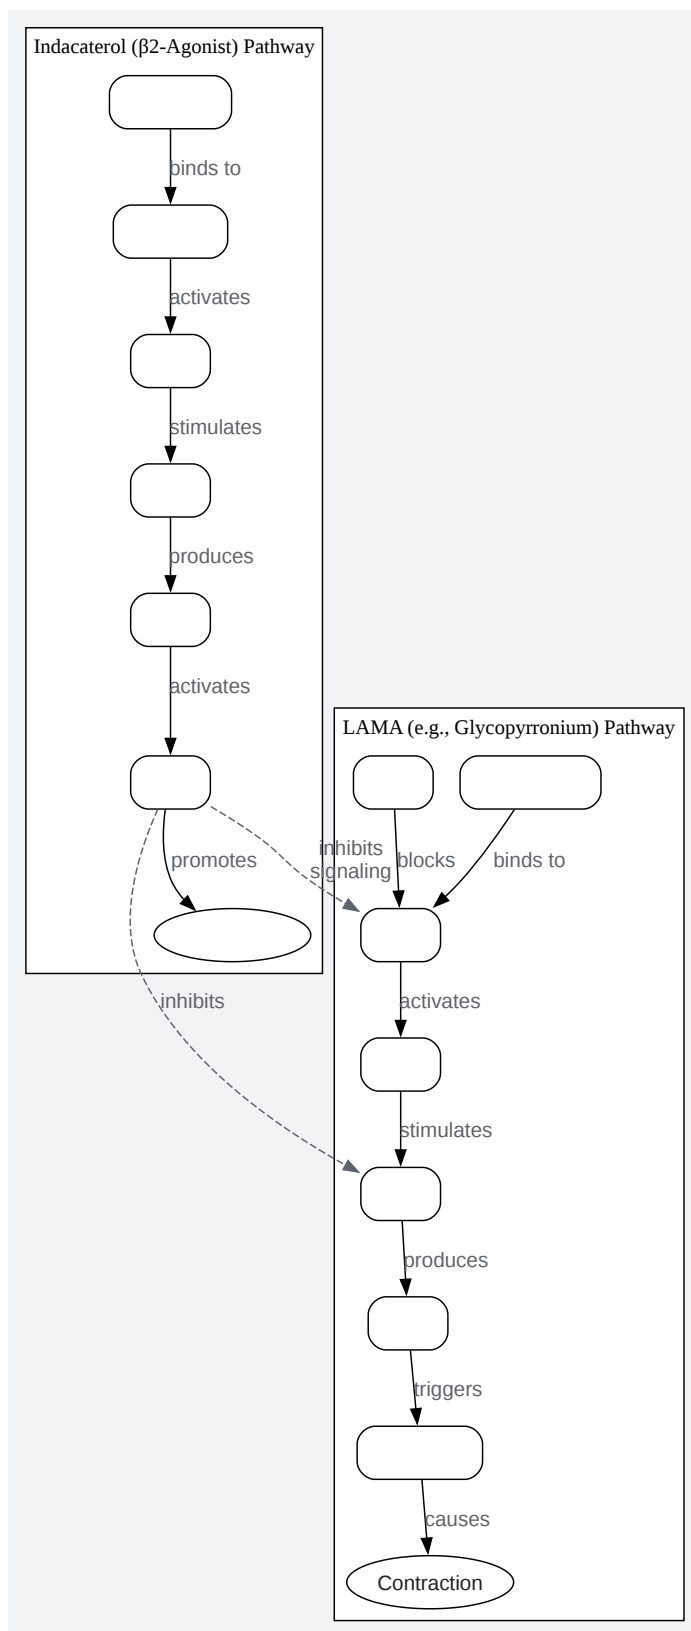 Indacaterol (β2-Agonist) Pathway
binds to
activates
stimulates
produces
activates
promotes
inhibits
signaling
inhibits
LAMA (e.g., Glycopyrronium) Pathway
blocks
binds to
activates
stimulates
produces
triggers
causes
Contraction